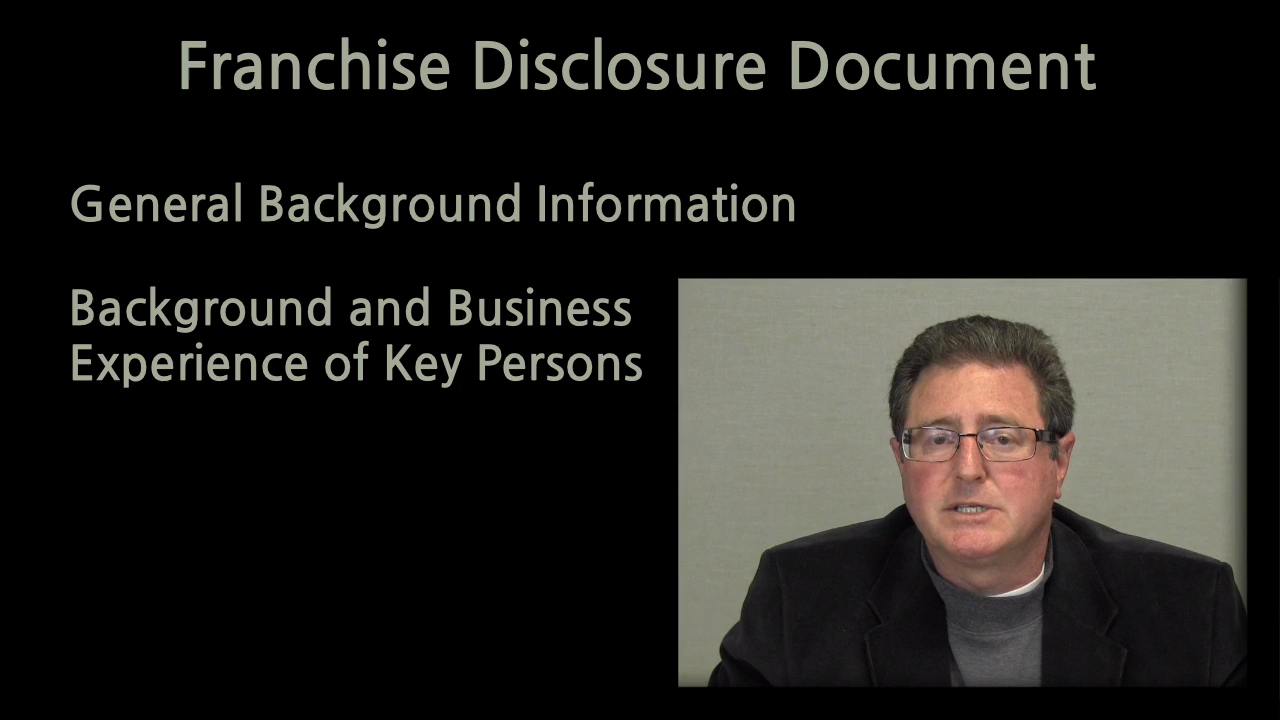 Franchise Disclosure Document
General Background Information
Background and Business
Experience of Key Persons